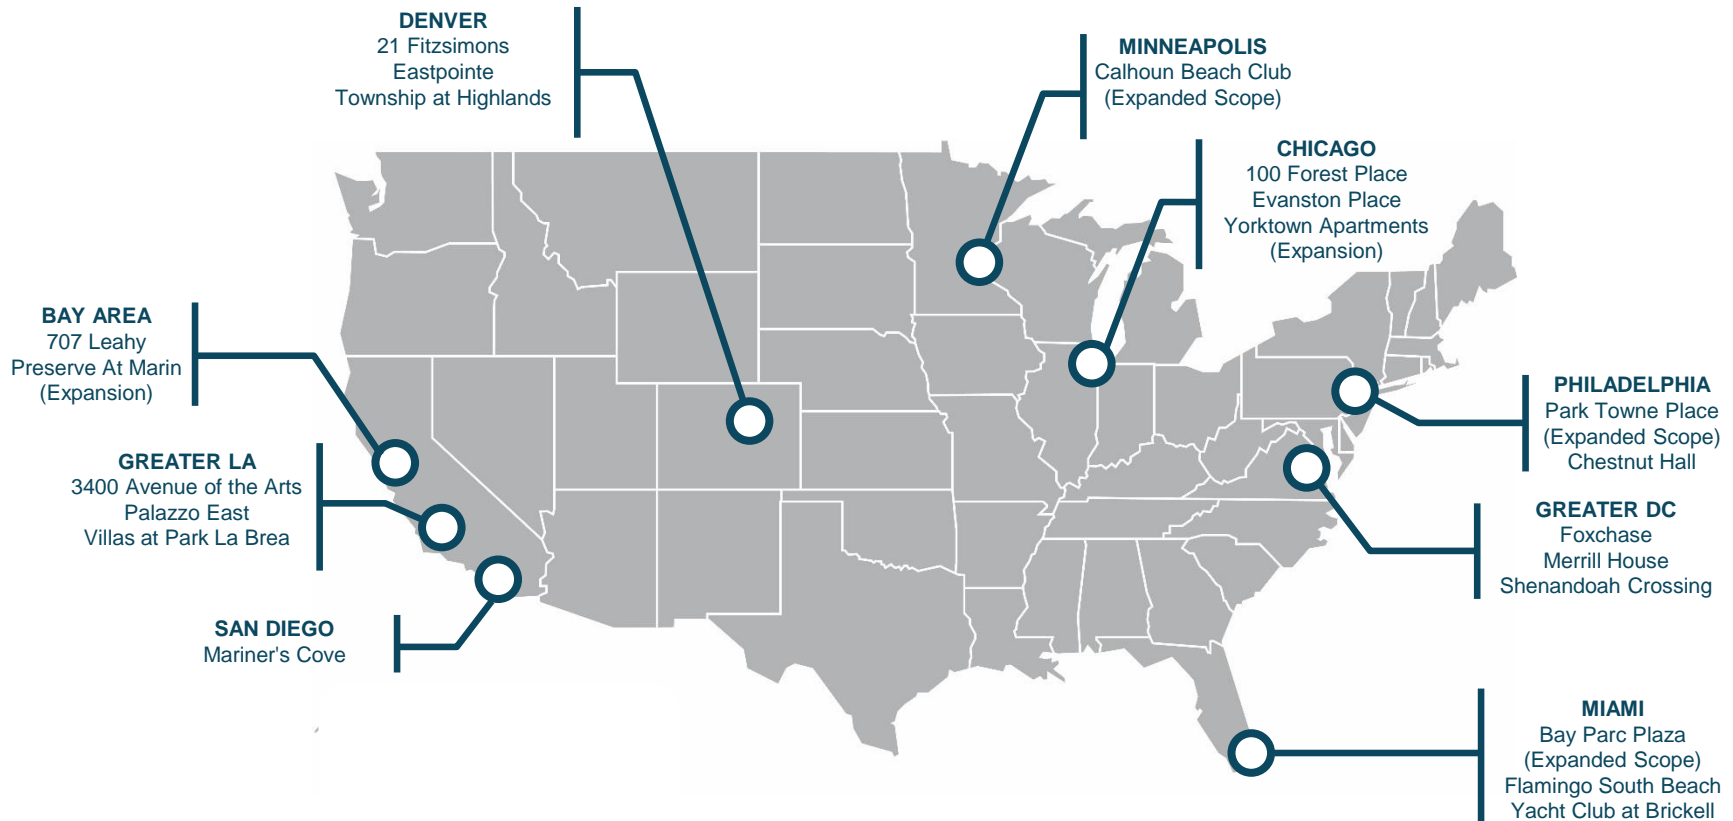 DENVER
21 Fitzsimons
Eastpointe
Township at Highlands
MINNEAPOLIS
Calhoun Beach Club
(Expanded Scope)
CHICAGO
100 Forest Place
Evanston Place
Yorktown Apartments
(Expansion)
BAY AREA
707 Leahy
Preserve At Marin
(Expansion)
PHILADELPHIA
Park Towne Place
(Expanded Scope)
Chestnut Hall
GREATER LA
3400 Avenue of the Arts
Palazzo East
Villas at Park La Brea
GREATER DC
Foxchase
Merrill House
Shenandoah Crossing
SAN DIEGO
Mariner's Cove
MIAMI
Bay Parc Plaza
(Expanded Scope)
Flamingo South Beach
Yacht Club at Brickell